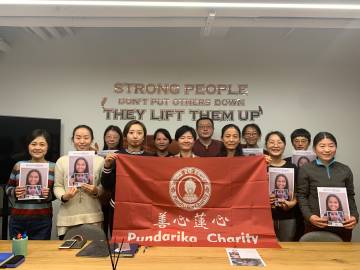 STRONG PEOPLE
DON'T PUT OTHERS DOWN
THEY LIFT THEM UP
善心蓮心
Pundarika Charity